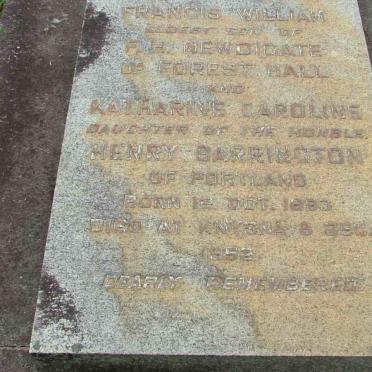 FRANCIS WILLIAM
ELDEST SON OF
F.H. NEWDIGATE
OF FOREST HALL
AND
KATHARINE CAROLINE
DAUGHTER OF THE HONBLE
HENRY BARRINGTON
OF PORTLAND
BORN OCT.
DIED AT KNYSNA 8
1952
DEARLY REMEMBERED